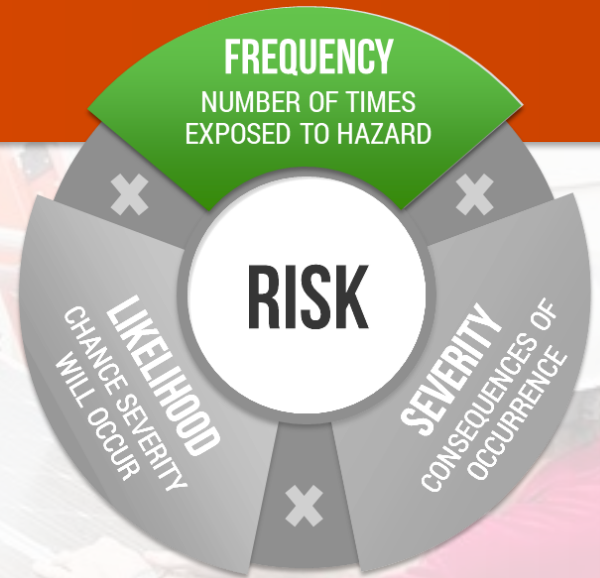 FREQUENCY
NUMBER OF TIMES
EXPOSED TO HAZARD
RISK
LIKELIHOOD
CHANCE SEVERITY
WILL OCCUR
SEVERITY
CONSEQUENCES OF
OCCURRENCE